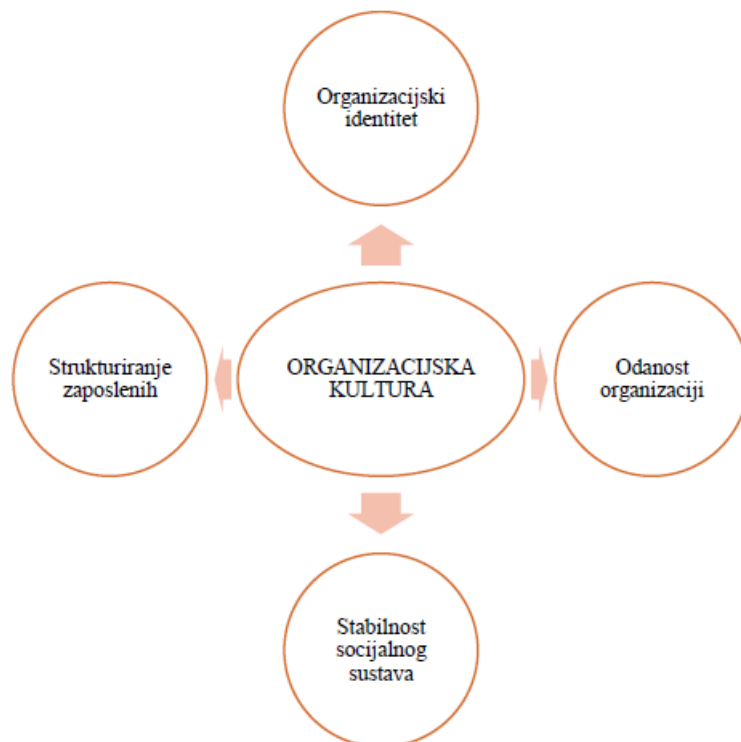 Organizacijski
identitet
Strukturiranje
zaposlenih
ORGANIZACIJSKA
KULTURA
Odanost
organizaciji
Stabilnost
socijalnog
sustava